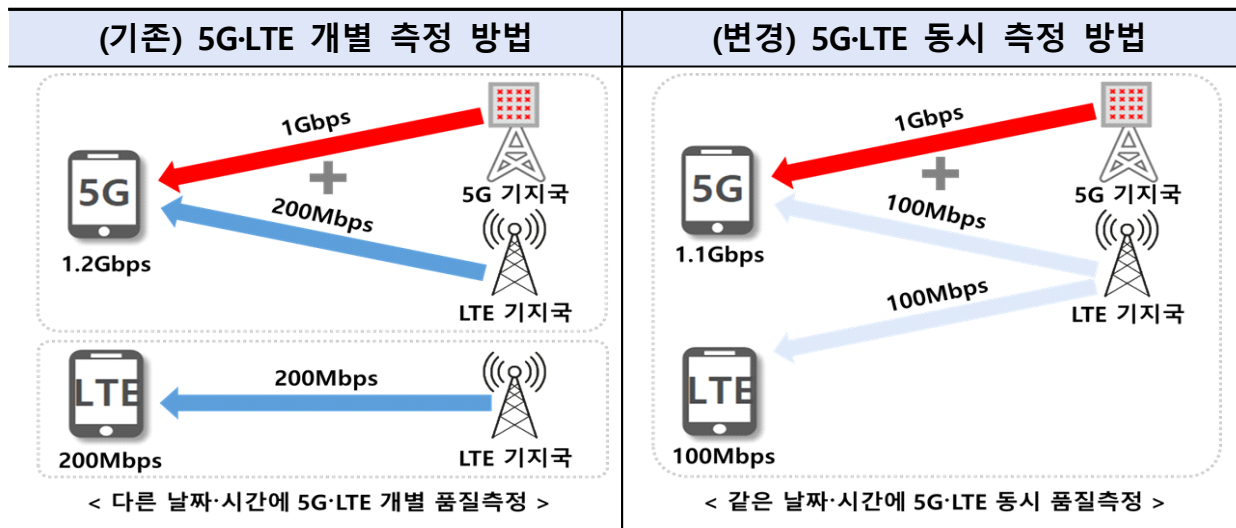 (기존) 5G·LTE 개별 측정 방법
1Gbps
5G
5G 기지국
200Mbps
1.2Gbps
LTE 기지국
LTE
200Mbps
200Mbps
LTE 기지국
< 다른 날짜·시간에 5G·LTE 개별 품질측정 >
(변경) 5G·LTE 동시 측정 방법
1Gbps
5G
5G 기지국
100Mbps
1.1Gbps
100Mbps
LTE 기지국
LTE
100Mbps
< 같은 날짜·시간에 5G·LTE 동시 품질측정 >